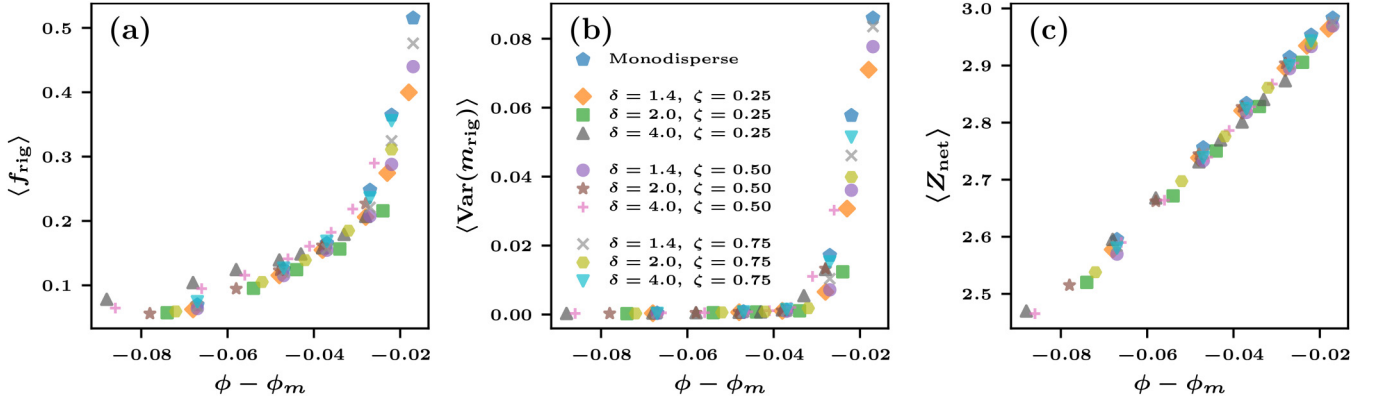 (a)
0.5
0.4
0.3
0.2
0.1
⟨f_rig⟩
−0.08 −0.06 −0.04 −0.02
ϕ − ϕ_m
(b)
0.08
0.06
0.04
0.02
0.00
⟨Var(m_rig)⟩
Monodisperse
δ = 1.4, ζ = 0.25
δ = 2.0, ζ = 0.25
δ = 4.0, ζ = 0.25
δ = 1.4, ζ = 0.50
δ = 2.0, ζ = 0.50
δ = 4.0, ζ = 0.50
δ = 1.4, ζ = 0.75
δ = 2.0, ζ = 0.75
δ = 4.0, ζ = 0.75
−0.08 −0.06 −0.04 −0.02
ϕ − ϕ_m
(c)
3.0
2.9
2.8
2.7
2.6
2.5
⟨Z_net⟩
−0.08 −0.06 −0.04 −0.02
ϕ − ϕ_m